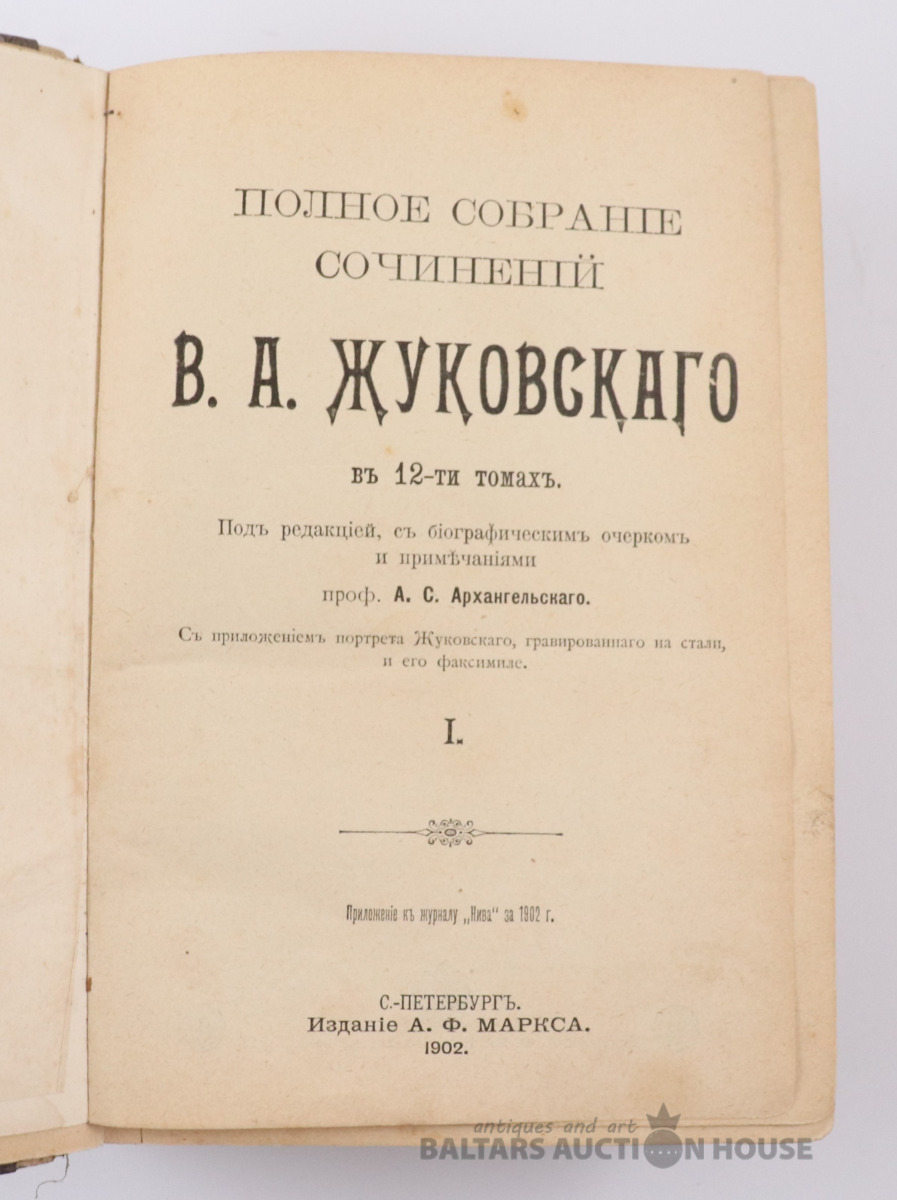 ПОЛНОЕ СОБРАНІЕ
СОЧИНЕНІЙ
В. А. ЖУКОВСКАГО
въ 12-ти томахъ.
Подъ редакціей, съ біографическимъ очеркомъ
и примѣчаніями
проф. А. С. Архангельскаго.
Съ приложеніемъ портрета Жуковскаго, гравированнаго на стали,
и его факсимиле.
I.
Приложеніе къ журналу „Нива“ за 1902 г.
С.-ПЕТЕРБУРГЪ.
Изданіе А. Ф. МАРКСА.
1902.
antiques and art
BALTARS AUCTION HOUSE